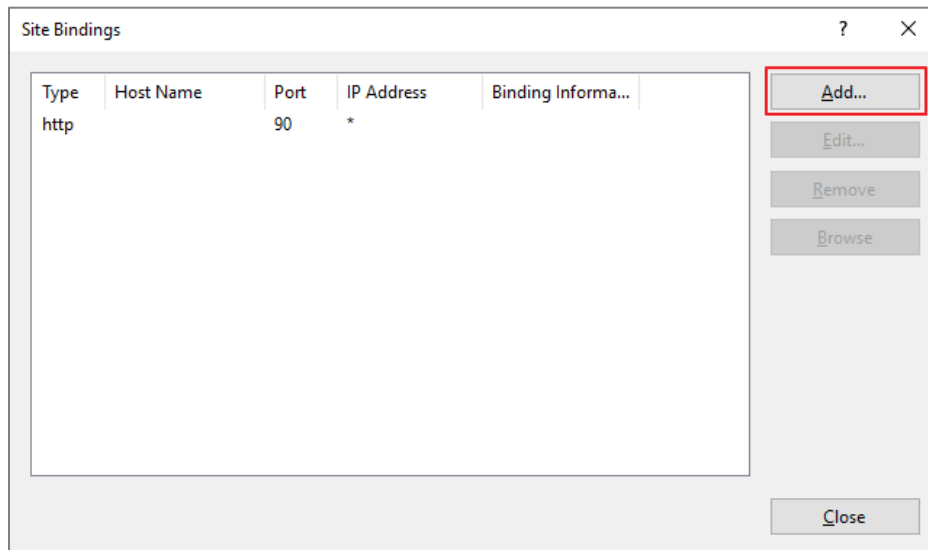 Site Bindings ?
Type Host Name Port IP Address Binding Informa... Add...
http 90 * Edit...
Remove
Browse
Close